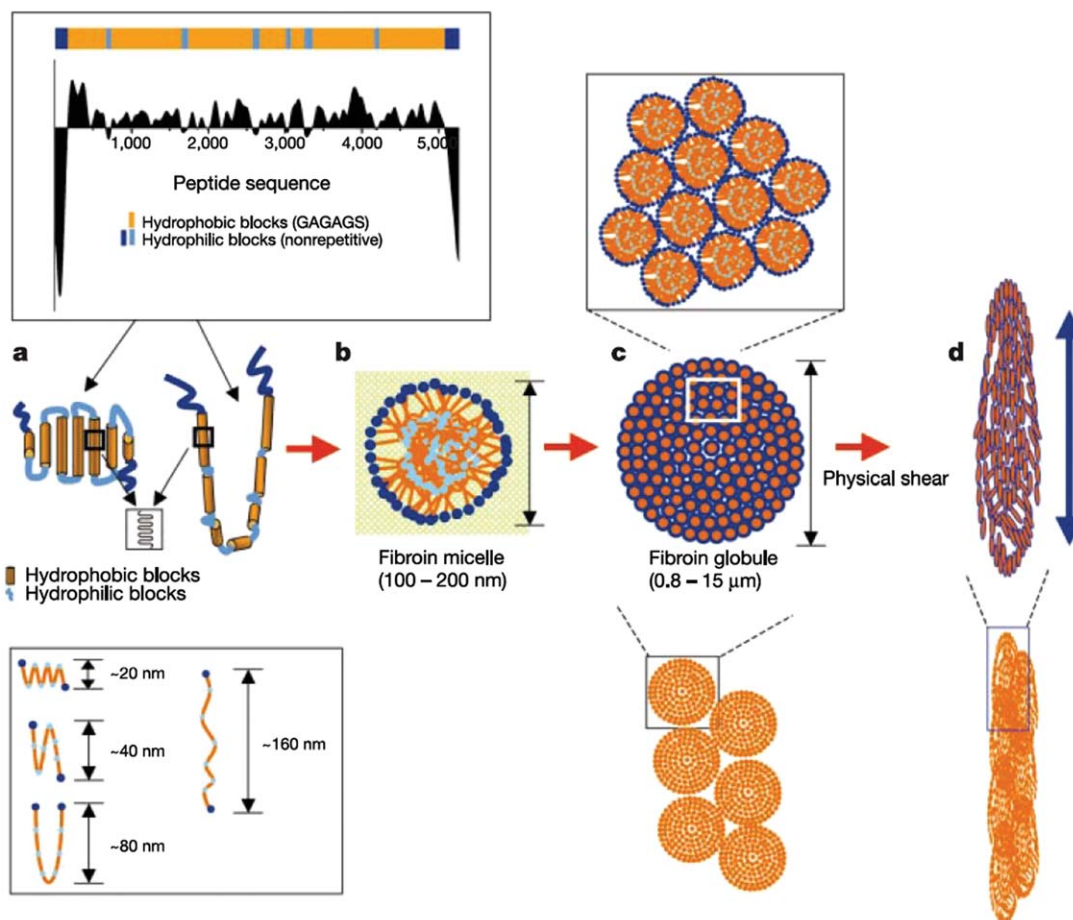 1,000
2,000
3,000
4,000
5,000
Peptide sequence
Hydrophobic blocks (GAGAGS)
Hydrophilic blocks (nonrepetitive)
a
b
c
d
Physical shear
Fibroin micelle
(100 – 200 nm)
Fibroin globule
(0.8 – 15 μm)
Hydrophobic blocks
Hydrophilic blocks
~20 nm
~40 nm
~80 nm
~160 nm